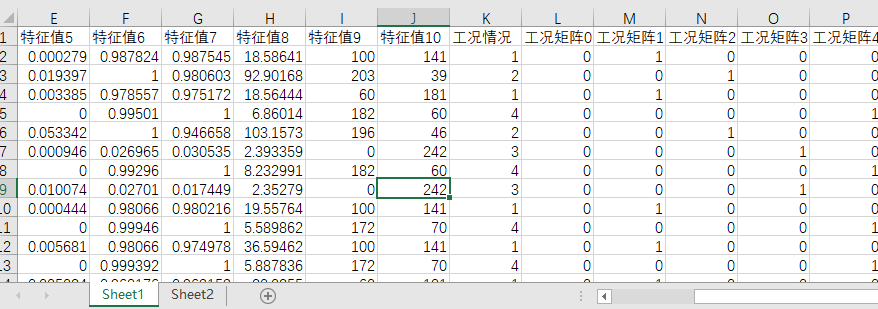 E F G H I J K L M N O P
1 特征值5 特征值6 特征值7 特征值8 特征值9 特征值10 工况情况 工况矩阵0 工况矩阵1 工况矩阵2 工况矩阵3 工况矩阵4
2 0.000279 0.987824 0.987545 18.58641 100 141 1 0 1 0 0 0
3 0.019397 1 0.980603 92.90168 203 39 2 0 0 1 0 0
4 0.003385 0.978557 0.975172 18.56444 60 181 1 0 1 0 0 0
5 0 0.99501 1 6.86014 182 60 4 0 0 0 0 1
6 0.053342 1 0.946658 103.1573 196 46 2 0 0 1 0 0
7 0.000946 0.026965 0.030535 2.393359 0 242 3 0 0 0 1 0
8 0 0.99296 1 8.232991 182 60 4 0 0 0 0 1
9 0.010074 0.02701 0.017449 2.35279 0 242 3 0 0 0 1 0
0 0.000444 0.98066 0.980216 19.55764 100 141 1 0 1 0 0 0
1 0 0.99946 1 5.589862 172 70 4 0 0 0 0 1
2 0.005681 0.98066 0.974978 36.59462 100 141 1 0 1 0 0 0
3 0 0.999392 1 5.887836 172 70 4 0 0 0 0 1
Sheet1 Sheet2